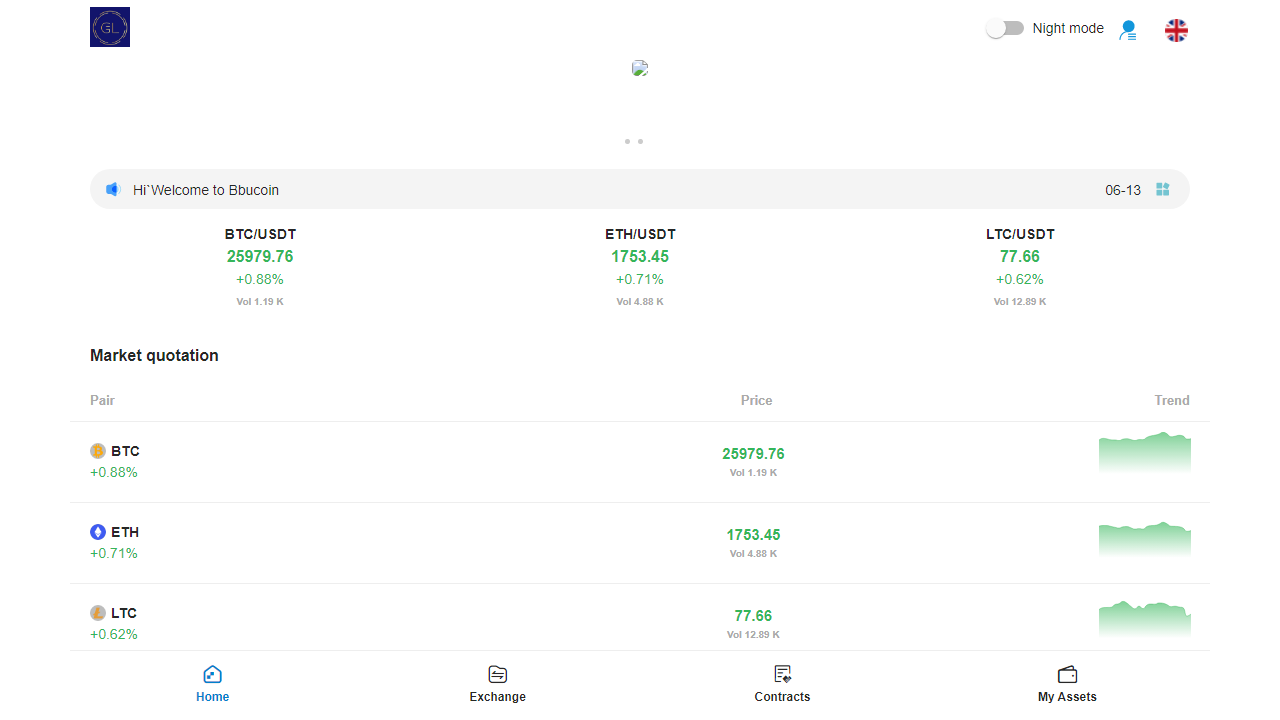 GL
Night mode
Hi`Welcome to Bbucoin
06-13
BTC/USDT
25979.76
+0.88%
Vol 1.19 K
ETH/USDT
1753.45
+0.71%
Vol 4.88 K
LTC/USDT
77.66
+0.62%
Vol 12.89 K
Market quotation
Pair Price Trend
BTC
+0.88%
25979.76
Vol 1.19 K
ETH
+0.71%
1753.45
Vol 4.88 K
LTC
+0.62%
77.66
Vol 12.89 K
Home Exchange Contracts My Assets